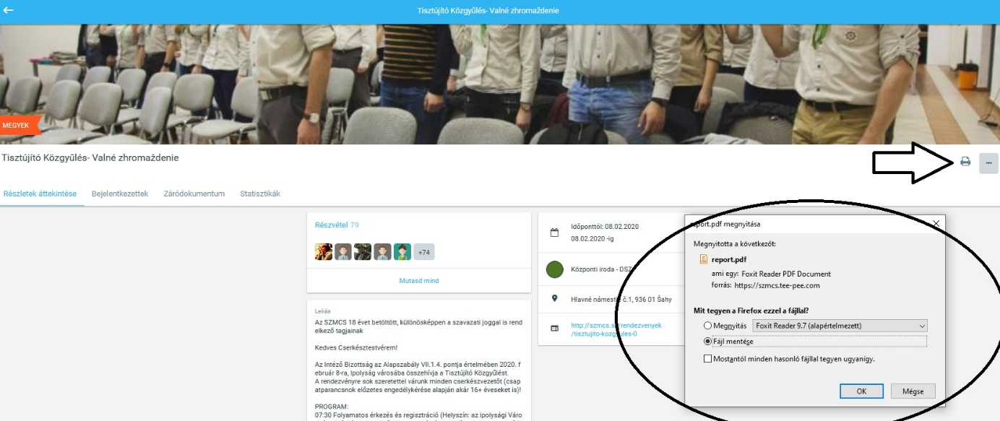 Tisztújító Közgyűlés- Valné zhromaždenie
MEGYEK
Tisztújító Közgyűlés- Valné zhromaždenie
Részletek áttekintése Bejelentkezettek Záródokumentum Statisztikák
Részvétel 79
+74
Mutasd mind
Leírás
Az SZMCS 18 évet betöltött, különösképpen a szavazati joggal is rend
elkező tagjainak
Kedves Cserkésztestvérem!
Az Intéző Bizottság az Alapszabály VII.1.4. pontja értelmében 2020. f
ebruár 8-ra, Ipolyság városába összehívja a Tisztújító Közgyűlést.
A rendezvényre sok szeretettel várunk minden cserkészvezetőt (csap
atparancsnok előzetes engedélykérése alapján akár 16+ éveseket is)!
PROGRAM:
07:30 Folyamatos érkezés és regisztráció (Helyszín: az ipolysági Váro
Időponttól: 08.02.2020
08.02.2020 -ig
Központi iroda - DSZ
Hlavné námestie č.1, 936 01 Šahy
http://szmcs.sk/rendezvenyek
/tisztujito-kozgyules-0
report.pdf megnyitása
Megnyitotta a következőt:
report.pdf
ami egy: Foxit Reader PDF Document
forrás: https://szmcs.tee-pee.com
Mit tegyen a Firefox ezzel a fájllal?
Megnyitás Foxit Reader 9.7 (alapértelmezett)
Fájl mentése
Mostantól minden hasonló fájllal tegyen ugyanígy.
OK Mégse